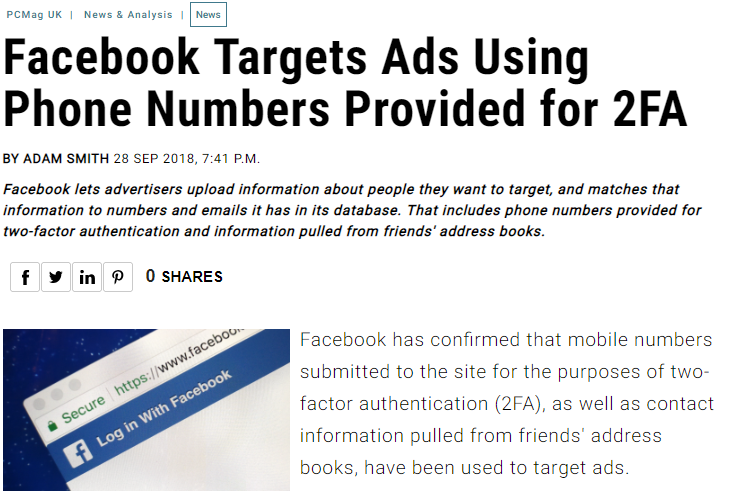 PCMag UK | News & Analysis | News
Facebook Targets Ads Using
Phone Numbers Provided for 2FA
BY ADAM SMITH 28 SEP 2018, 7:41 P.M.
Facebook lets advertisers upload information about people they want to target, and matches that
information to numbers and emails it has in its database. That includes phone numbers provided for
two-factor authentication and information pulled from friends' address books.
f in
0 SHARES
Secure https://www.facebook.
f Log in With Facebook
Facebook has confirmed that mobile numbers
submitted to the site for the purposes of two-
factor authentication (2FA), as well as contact
information pulled from friends' address
books, have been used to target ads.